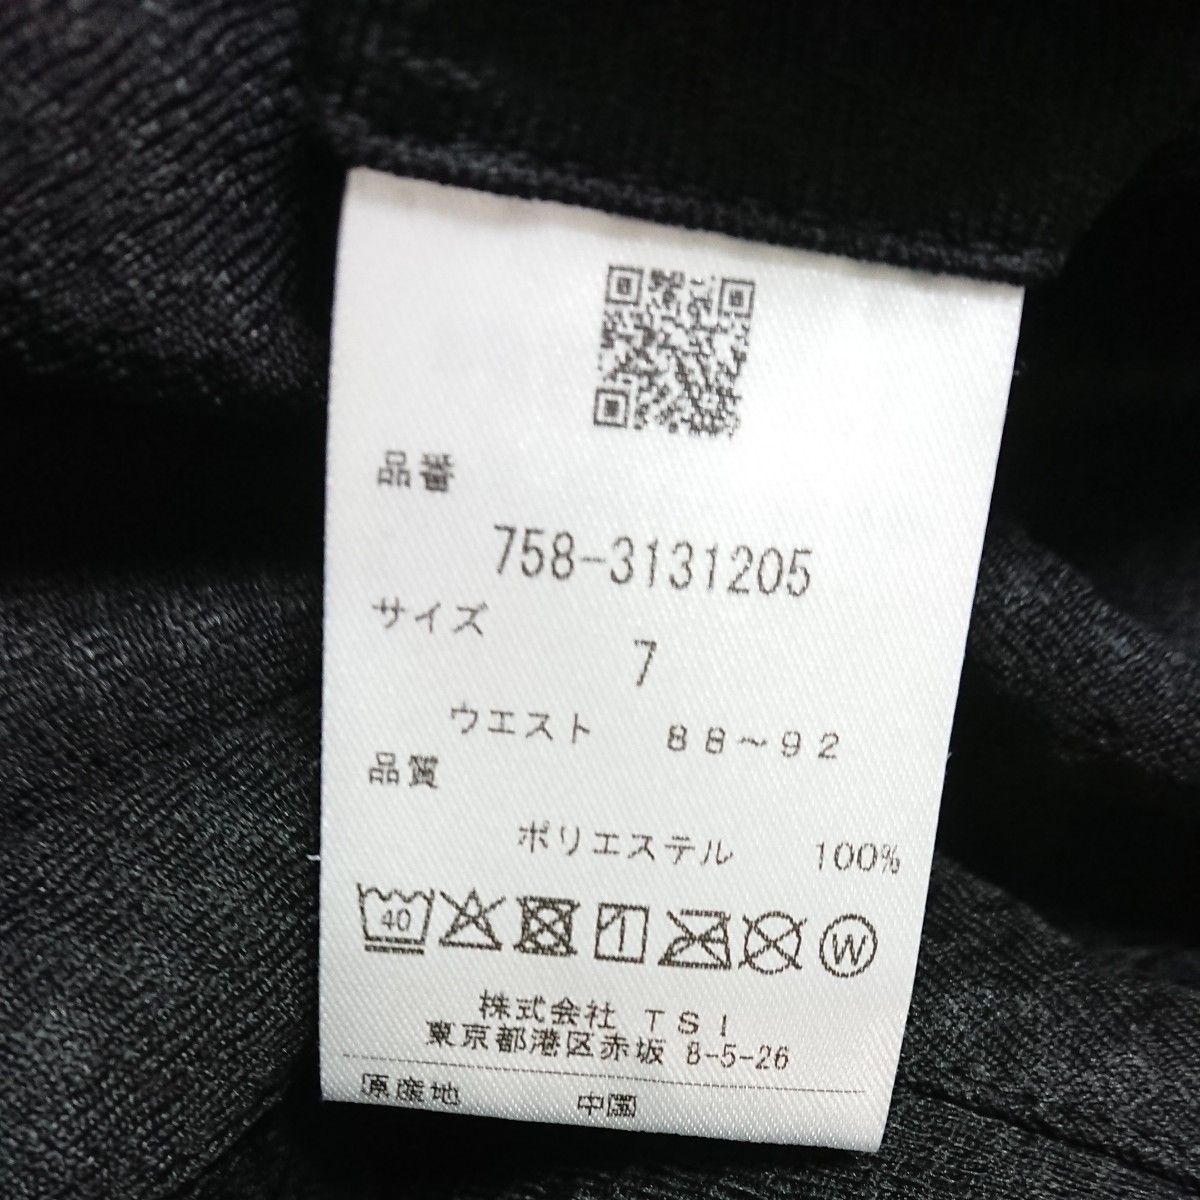 品番
758-3131205
サイズ
7
ウエスト 88～92
品質
ポリエステル 100%
40 W
株式会社 TSI
東京都港区赤坂 8-5-26
原産地 中国